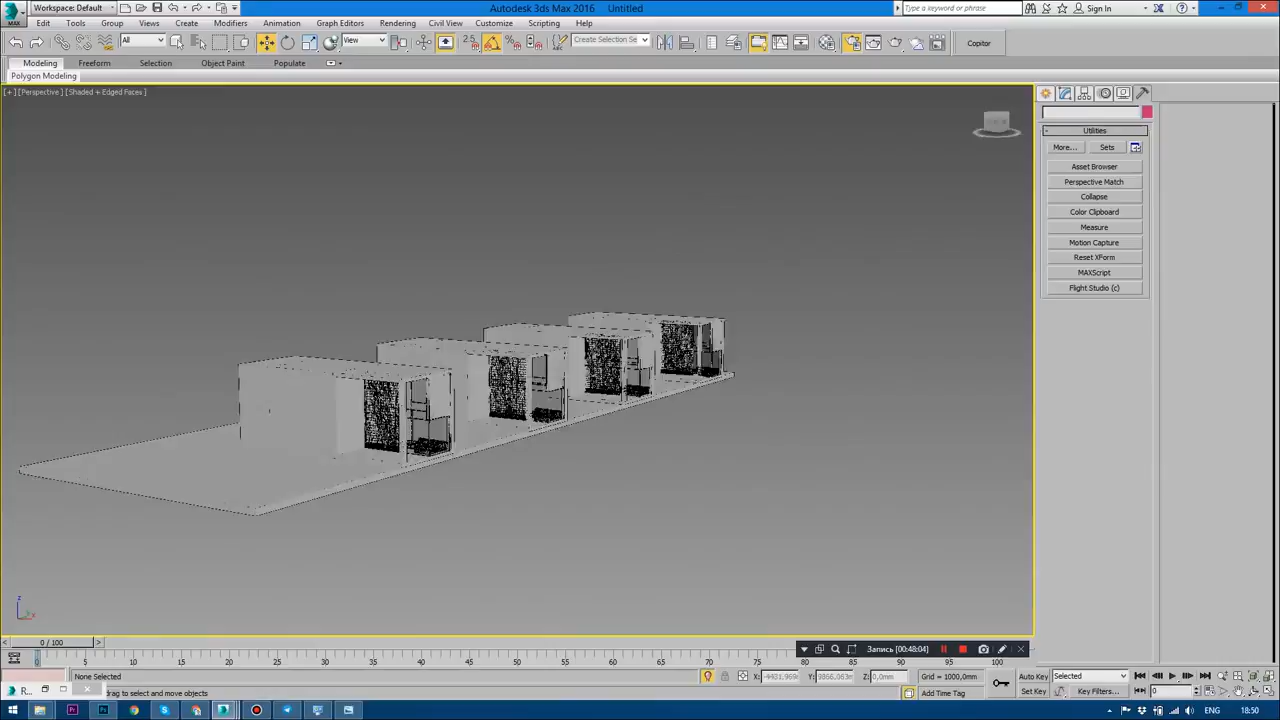 Workspace: Default
Autodesk 3ds Max 2016 Untitled
Type a keyword or phrase
Sign In
MAX
Edit Tools Group Views Create Modifiers Animation Graph Editors Rendering Civil View Customize Scripting Help
All
View
2.5
Create Selection Se
Copitor
Modeling Freeform Selection Object Paint Populate
Polygon Modeling
[+] [Perspective] [Shaded + Edged Faces]
Utilities
More... Sets
Asset Browser
Perspective Match
Collapse
Color Clipboard
Measure
Motion Capture
Reset XForm
MAXScript
Flight Studio (c)
z
x
< 0 / 100 >
Запись [00:48:04]
0 5 10 15 20 25 30 35 40 45 50 55 60 65 70 75 80 85 90 95 100
None Selected
X: Y: Z: 0,0mm
Grid = 1000,0mm
Auto Key
Selected
R...
drag to select and move objects
Add Time Tag
Set Key
Key Filters...
0
ENG
18:50